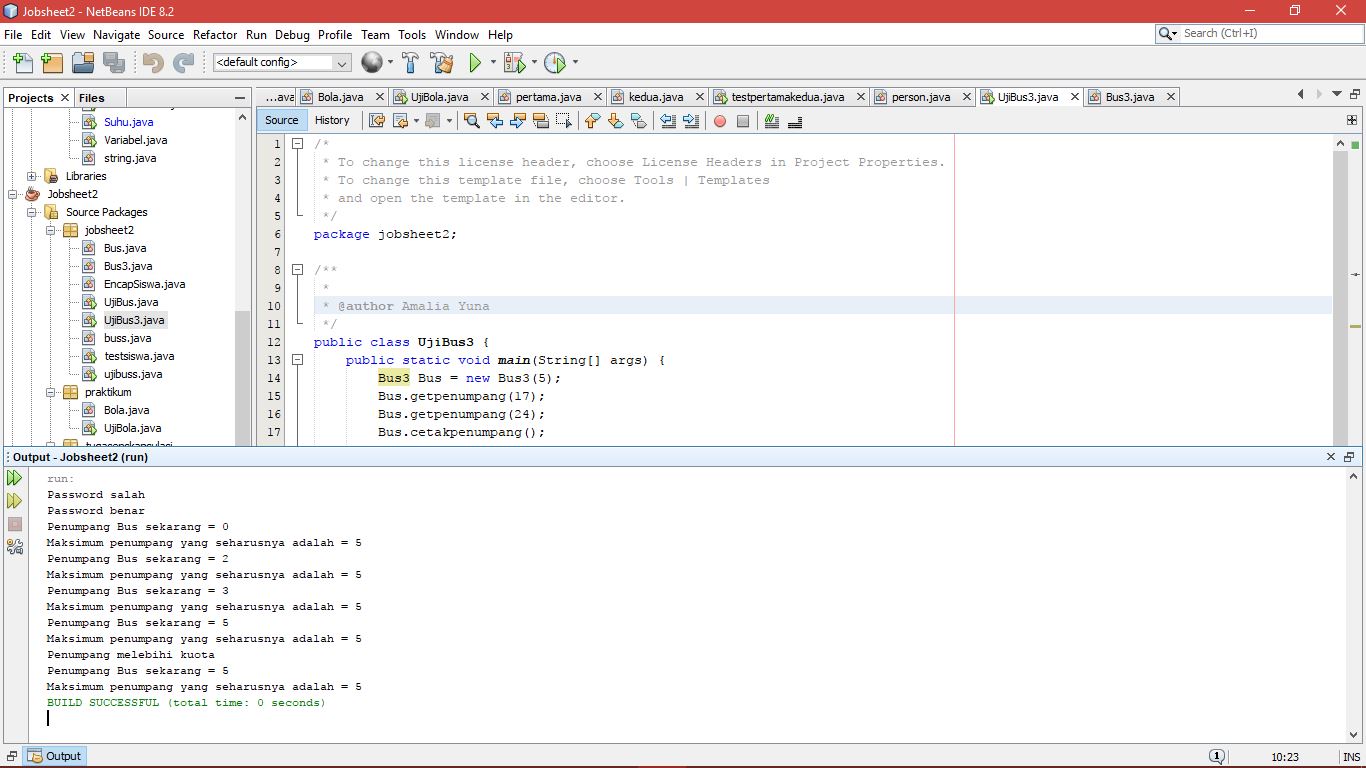 Jobsheet2 - NetBeans IDE 8.2
File Edit View Navigate Source Refactor Run Debug Profile Team Tools Window Help
Search (Ctrl+I)
<default config>
Projects Files
...ava Bola.java UjiBola.java pertama.java kedua.java testpertamakedua.java person.java UjiBus3.java Bus3.java
Source History
Suhu.java
Variabel.java
string.java
Libraries
Jobsheet2
Source Packages
jobsheet2
Bus.java
Bus3.java
EncapSiswa.java
UjiBus.java
UjiBus3.java
buss.java
testsiswa.java
ujibuss.java
praktikum
Bola.java
UjiBola.java
1 /*
2 * To change this license header, choose License Headers in Project Properties.
3 * To change this template file, choose Tools | Templates
4 * and open the template in the editor.
5 */
6 package jobsheet2;
7
8 /**
9 *
10 * @author Amalia Yuna
11 */
12 public class UjiBus3 {
13 public static void main(String[] args) {
14 Bus3 Bus = new Bus3(5);
15 Bus.getpenumpang(17);
16 Bus.getpenumpang(24);
17 Bus.cetakpenumpang();
Output - Jobsheet2 (run)
run:
Password salah
Password benar
Penumpang Bus sekarang = 0
Maksimum penumpang yang seharusnya adalah = 5
Penumpang Bus sekarang = 2
Maksimum penumpang yang seharusnya adalah = 5
Penumpang Bus sekarang = 3
Maksimum penumpang yang seharusnya adalah = 5
Penumpang Bus sekarang = 5
Maksimum penumpang yang seharusnya adalah = 5
Penumpang melebihi kuota
Penumpang Bus sekarang = 5
Maksimum penumpang yang seharusnya adalah = 5
BUILD SUCCESSFUL (total time: 0 seconds)
Output
1
10:23
INS